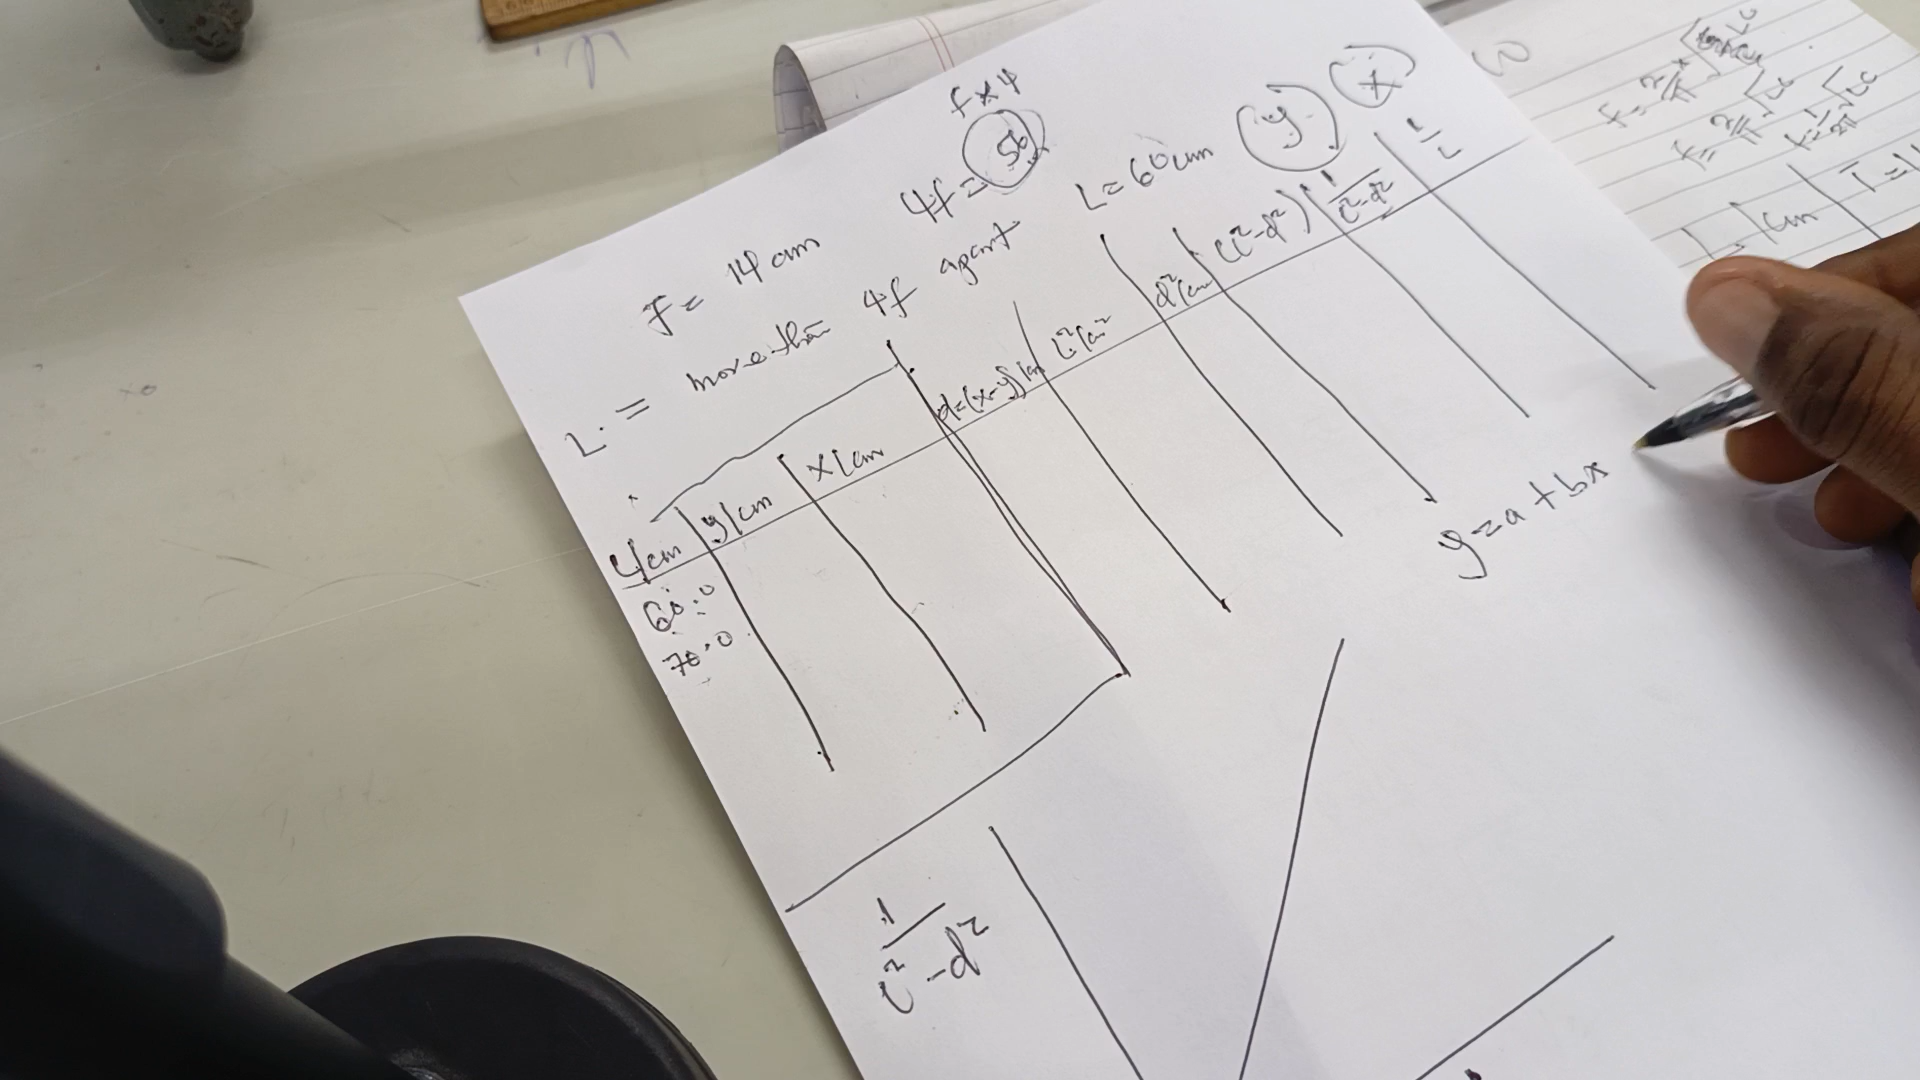 f × 4
4f = 56
f = 14 cm
L = more than 4f apart
L = 60 cm
y
x
L/cm y/cm x/cm d=(x-y)/cm L²/cm² d²/cm (L²-d²) 1/L²-d² 1/L
60.0
70.0
y = a + bx
1/L²-d²
L/cm